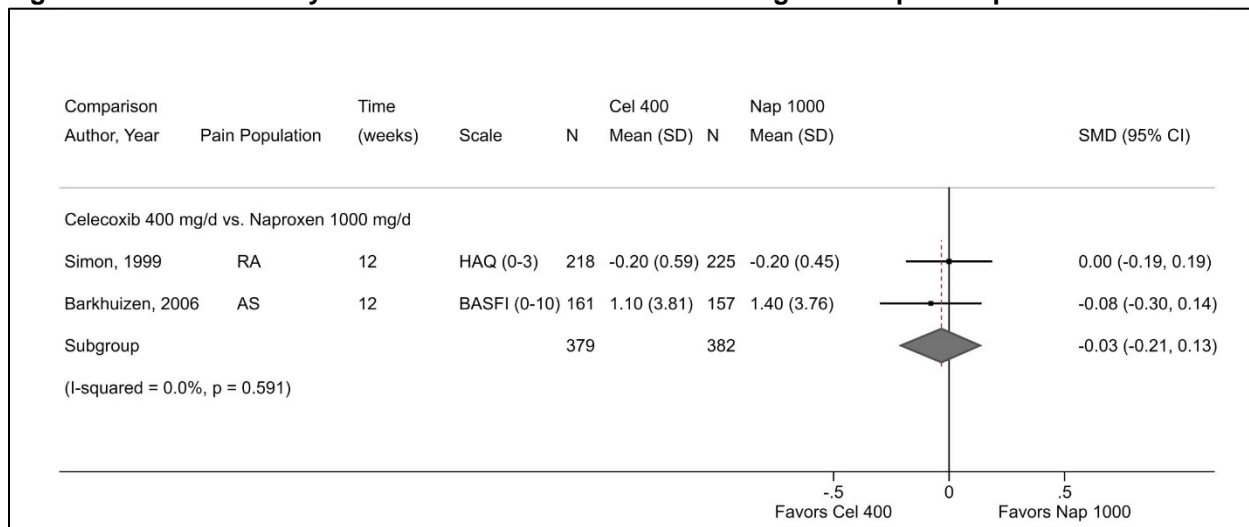 Comparison Time Cel 400 Nap 1000
Author, Year Pain Population (weeks) Scale N Mean (SD) N Mean (SD) SMD (95% CI)
Celecoxib 400 mg/d vs. Naproxen 1000 mg/d
Simon, 1999 RA 12 HAQ (0-3) 218 -0.20 (0.59) 225 -0.20 (0.45) 0.00 (-0.19, 0.19)
Barkhuizen, 2006 AS 12 BASFI (0-10) 161 1.10 (3.81) 157 1.40 (3.76) -0.08 (-0.30, 0.14)
Subgroup 379 382 -0.03 (-0.21, 0.13)
(I-squared = 0.0%, p = 0.591)
-.5 0 .5
Favors Cel 400 Favors Nap 1000